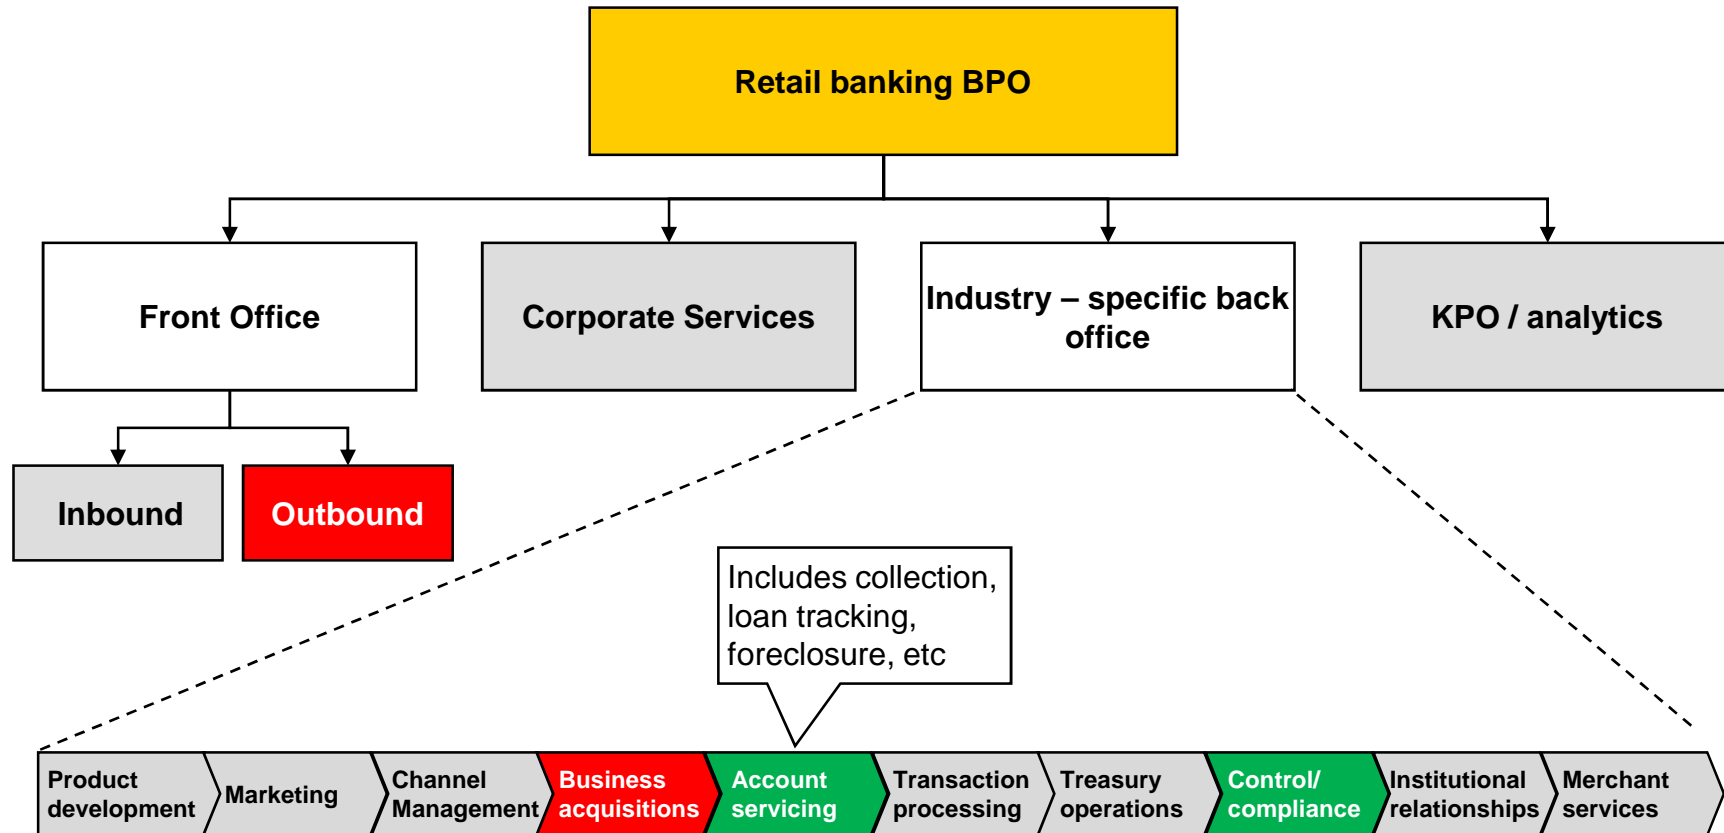 Retail banking BPO
Front Office
Corporate Services
Industry – specific back
office
KPO / analytics
Inbound
Outbound
Includes collection,
loan tracking,
foreclosure, etc
Product
development
Marketing
Channel
Management
Business
acquisitions
Account
servicing
Transaction
processing
Treasury
operations
Control/
compliance
Institutional
relationships
Merchant
services